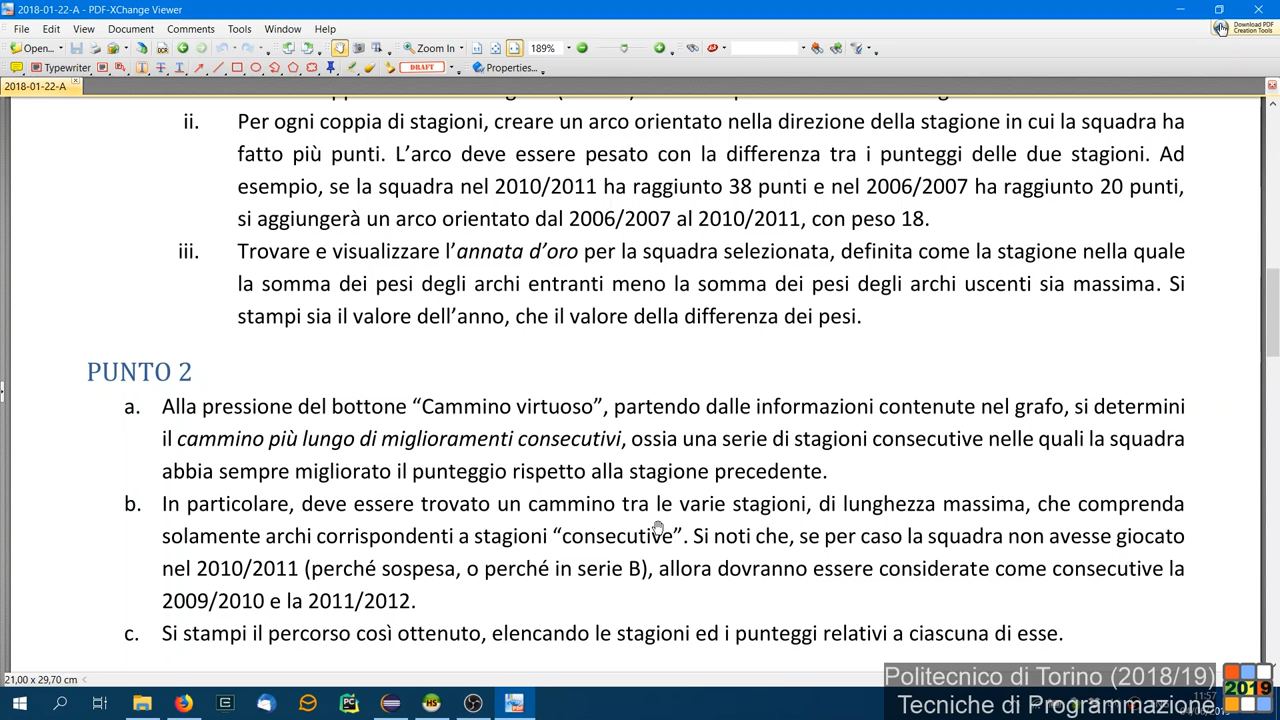 2018-01-22-A - PDF-XChange Viewer
File Edit View Document Comments Tools Window Help
Download PDF
Creation Tools
Open... Zoom In 189%
Typewriter DRAFT Properties...
2018-01-22-A
ii. Per ogni coppia di stagioni, creare un arco orientato nella direzione della stagione in cui la squadra ha
fatto più punti. L’arco deve essere pesato con la differenza tra i punteggi delle due stagioni. Ad
esempio, se la squadra nel 2010/2011 ha raggiunto 38 punti e nel 2006/2007 ha raggiunto 20 punti,
si aggiungerà un arco orientato dal 2006/2007 al 2010/2011, con peso 18.
iii. Trovare e visualizzare l’annata d’oro per la squadra selezionata, definita come la stagione nella quale
la somma dei pesi degli archi entranti meno la somma dei pesi degli archi uscenti sia massima. Si
stampi sia il valore dell’anno, che il valore della differenza dei pesi.
PUNTO 2
a. Alla pressione del bottone “Cammino virtuoso”, partendo dalle informazioni contenute nel grafo, si determini
il cammino più lungo di miglioramenti consecutivi, ossia una serie di stagioni consecutive nelle quali la squadra
abbia sempre migliorato il punteggio rispetto alla stagione precedente.
b. In particolare, deve essere trovato un cammino tra le varie stagioni, di lunghezza massima, che comprenda
solamente archi corrispondenti a stagioni “consecutive”. Si noti che, se per caso la squadra non avesse giocato
nel 2010/2011 (perché sospesa, o perché in serie B), allora dovranno essere considerate come consecutive la
2009/2010 e la 2011/2012.
c. Si stampi il percorso così ottenuto, elencando le stagioni ed i punteggi relativi a ciascuna di esse.
21,00 x 29,70 cm
Politecnico di Torino (2018/19)
Tecniche di Programmazione
2019
11:57